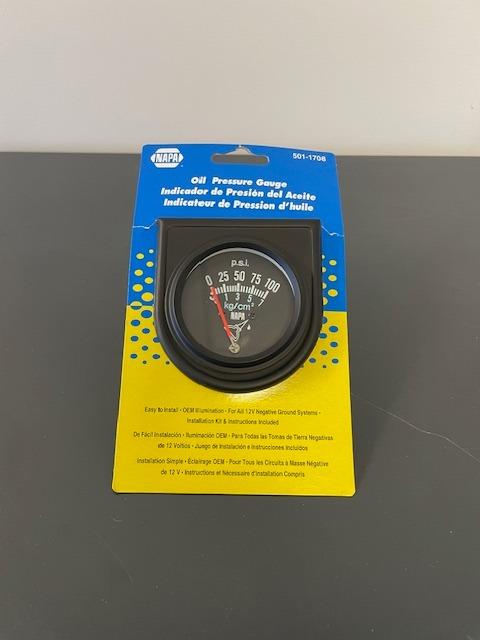 NAPA
501-1706
Oil Pressure Gauge
Indicador de Presión del Aceite
Indicateur de Pression d'huile
p.s.i.
0 25 50 75 100
1 3 5 7
kg/cm²
NAPA
Easy to Install • OEM Illumination • For All 12V Negative Ground Systems •
Installation Kit & Instructions Included
De Fácil Instalación • Iluminación OEM • Para Todas las Tomas de Tierra Negativas
de 12 Voltios • Juego de Instalación e Instrucciones Incluidos
Installation Simple • Éclairage OEM • Pour Tous les Circuits à Masse Négative
de 12 V • Instructions et Nécessaire d'Installation Compris